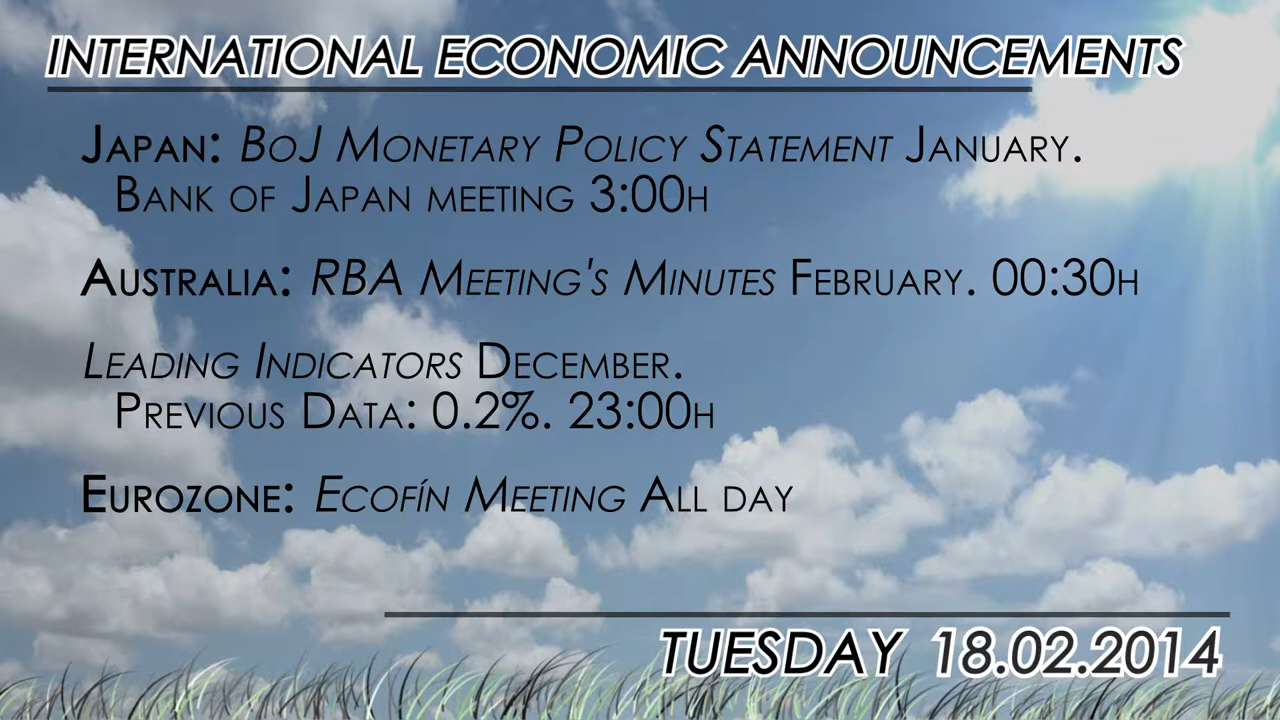 INTERNATIONAL ECONOMIC ANNOUNCEMENTS
Japan: BoJ Monetary Policy Statement January.
Bank of Japan meeting 3:00h
Australia: RBA Meeting's Minutes February. 00:30h
Leading Indicators December.
Previous Data: 0.2%. 23:00h
Eurozone: Ecofín Meeting All day
TUESDAY 18.02.2014